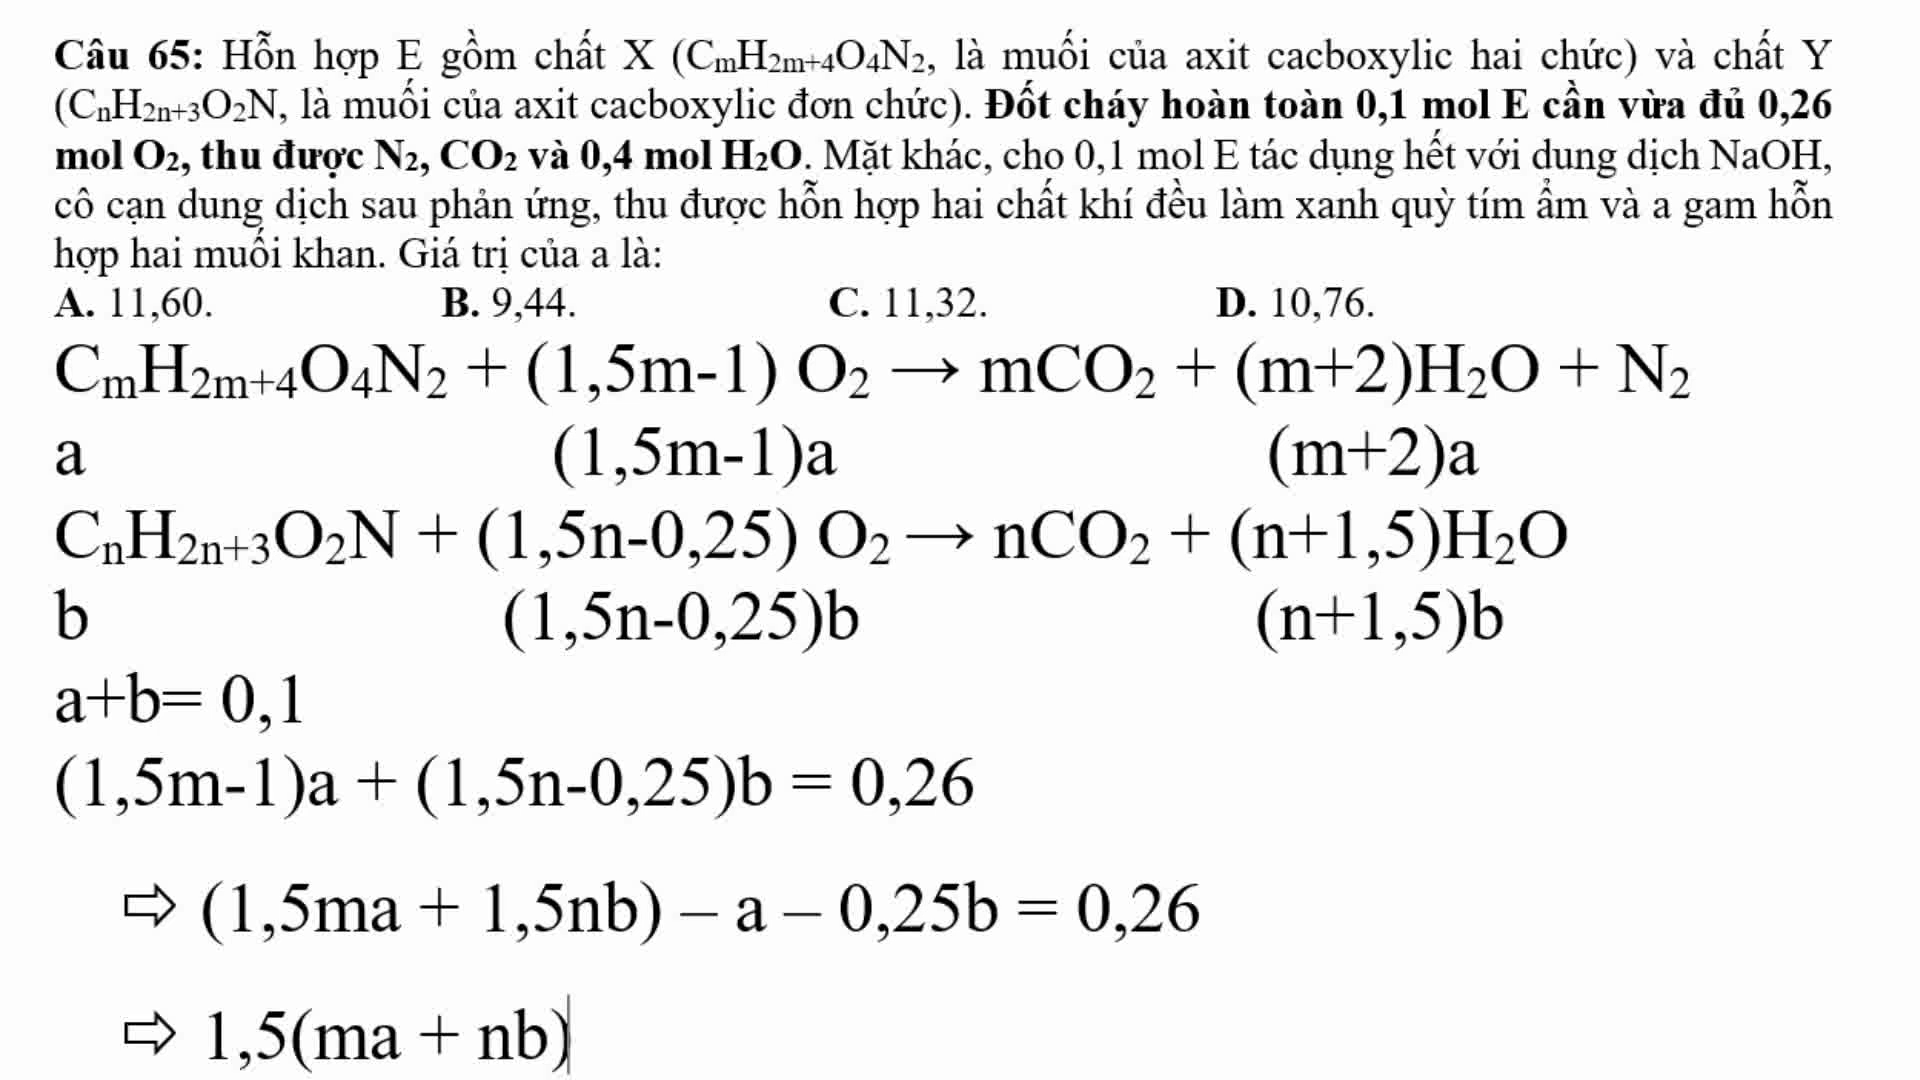 Câu 65: Hỗn hợp E gồm chất X (CmH2m+4O4N2, là muối của axit cacboxylic hai chức) và chất Y
(CnH2n+3O2N, là muối của axit cacboxylic đơn chức). Đốt cháy hoàn toàn 0,1 mol E cần vừa đủ 0,26
mol O2, thu được N2, CO2 và 0,4 mol H2O. Mặt khác, cho 0,1 mol E tác dụng hết với dung dịch NaOH,
cô cạn dung dịch sau phản ứng, thu được hỗn hợp hai chất khí đều làm xanh quỳ tím ẩm và a gam hỗn
hợp hai muối khan. Giá trị của a là:
A. 11,60. B. 9,44. C. 11,32. D. 10,76.
CmH2m+4O4N2 + (1,5m-1) O2 → mCO2 + (m+2)H2O + N2
a (1,5m-1)a (m+2)a
CnH2n+3O2N + (1,5n-0,25) O2 → nCO2 + (n+1,5)H2O
b (1,5n-0,25)b (n+1,5)b
a+b= 0,1
(1,5m-1)a + (1,5n-0,25)b = 0,26
⇨ (1,5ma + 1,5nb) – a – 0,25b = 0,26
⇨ 1,5(ma + nb)